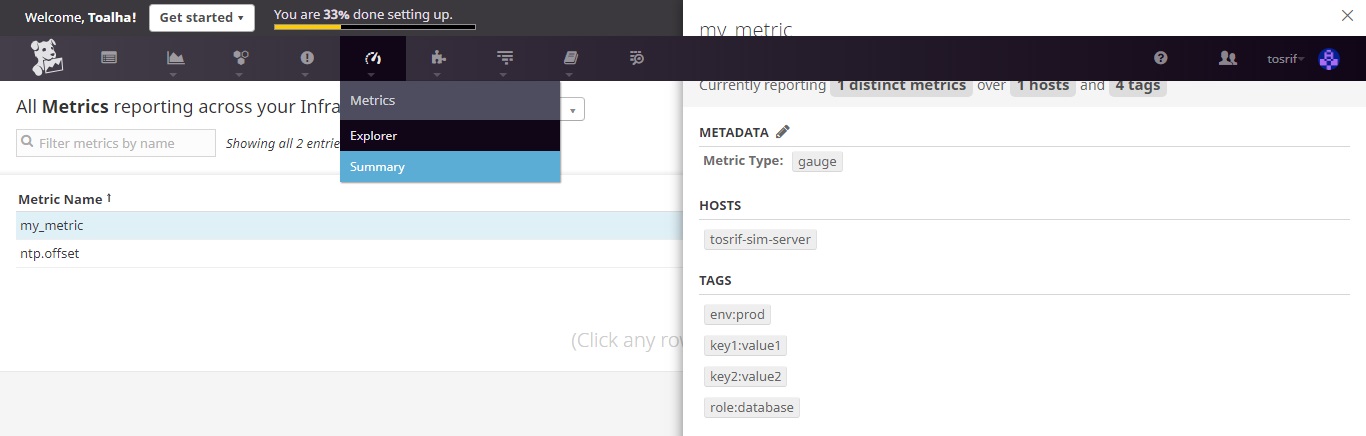 Welcome, Toalha!
Get started
You are 33% done setting up.
my_metric
tosrif
All Metrics reporting across your Infra
Metrics
Filter metrics by name
Showing all 2 entrie
Explorer
Summary
Metric Name
my_metric
ntp.offset
(Click any ro
Currently reporting 1 distinct metrics over 1 hosts and 4 tags
METADATA
Metric Type: gauge
HOSTS
tosrif-sim-server
TAGS
env:prod
key1:value1
key2:value2
role:database